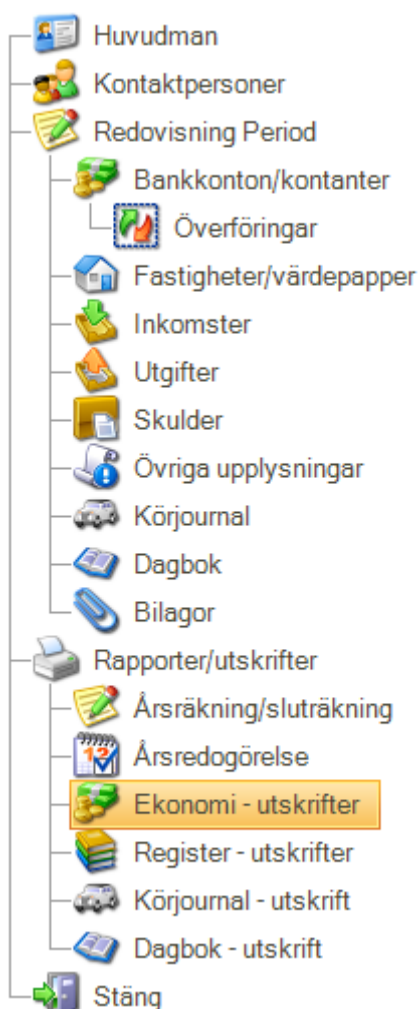 Huvudman
Kontaktpersoner
Redovisning Period
Bankkonton/kontanter
Överföringar
Fastigheter/värdepapper
Inkomster
Utgifter
Skulder
Övriga upplysningar
Körjournal
Dagbok
Bilagor
Rapporter/utskrifter
Årsräkning/sluträkning
Årsredogörelse
Ekonomi - utskrifter
Register - utskrifter
Körjournal - utskrift
Dagbok - utskrift
Stäng